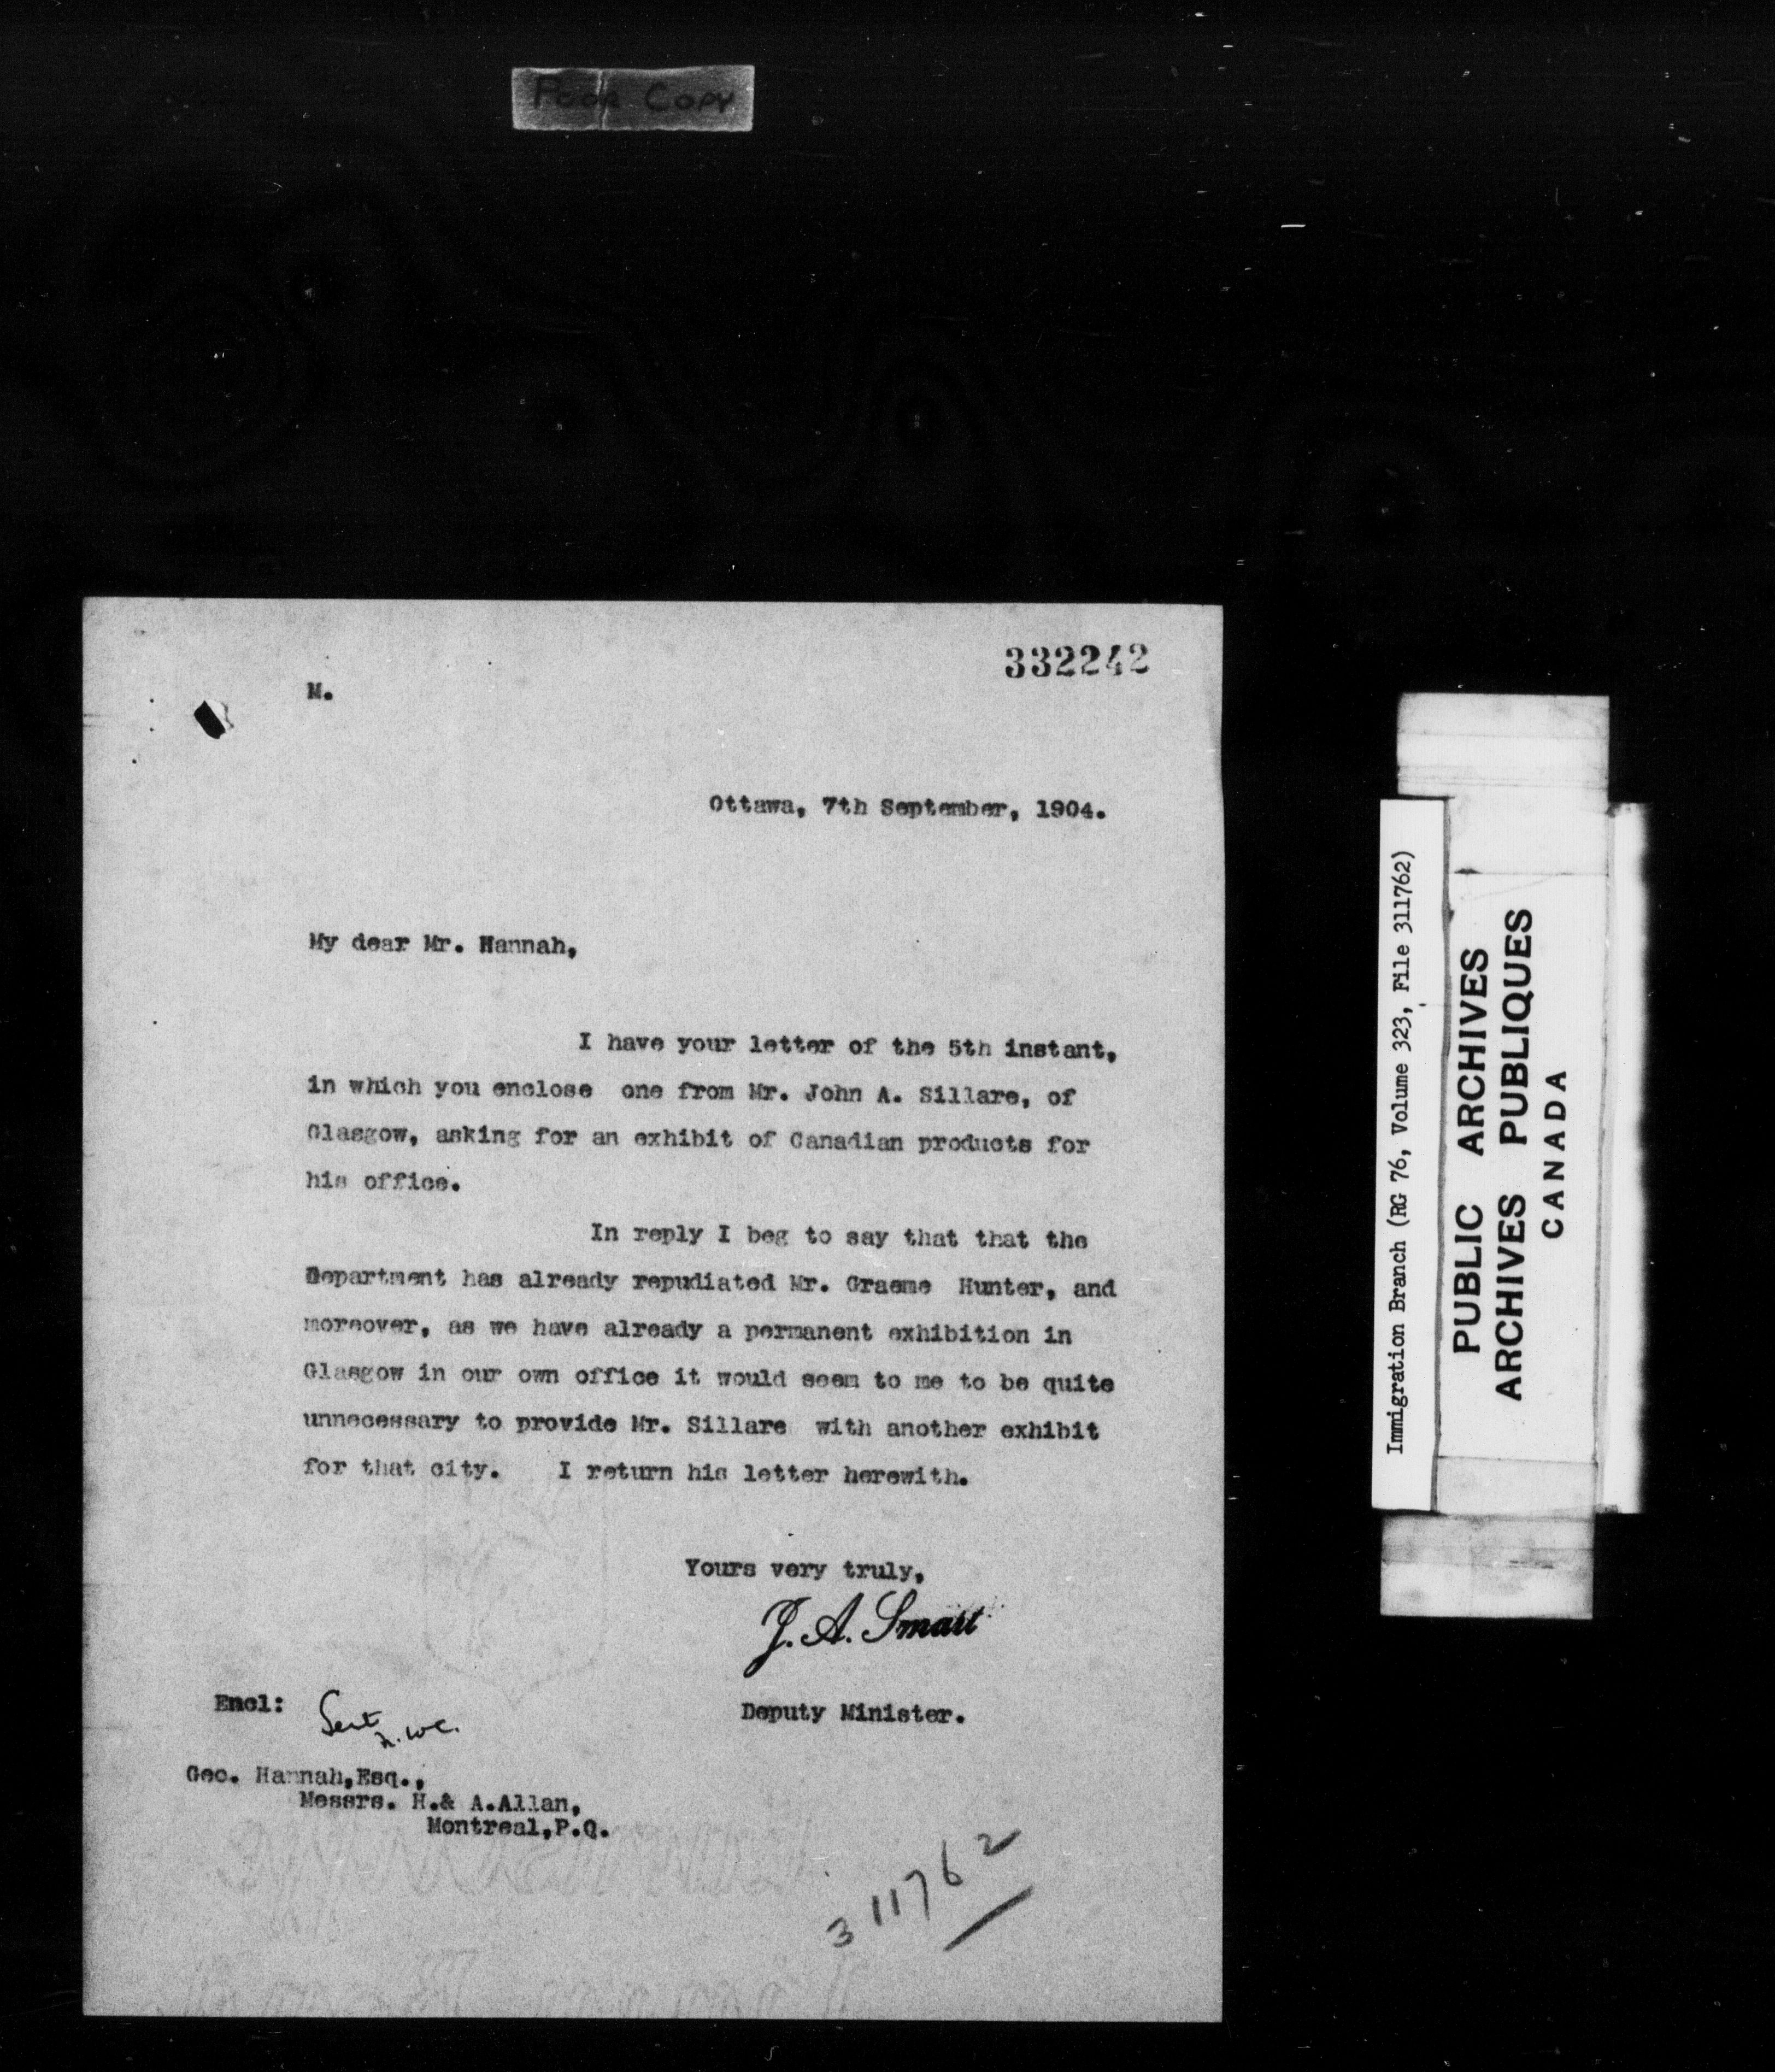 Poor Copy
332242
M.
Ottawa, 7th September, 1904.
My dear Mr. Hannah,
I have your letter of the 5th instant,
in which you enclose one from Mr. John A. Sillare, of
Glasgow, asking for an exhibit of Canadian products for
his office.
In reply I beg to say that that the
Department has already repudiated Mr. Graeme Hunter, and
moreover, as we have already a permanent exhibition in
Glasgow in our own office it would seem to me to be quite
unnecessary to provide Mr. Sillare with another exhibit
for that city. I return his letter herewith.
Yours very truly,
J. A. Smart
Deputy Minister.
Encl:
Sent
Geo. Hannah,Esq.,
Messrs. H.& A.Allan,
Montreal,P.Q.
311762
Immigration Branch (RG 76, Volume 323, File 311762)
PUBLIC ARCHIVES
ARCHIVES PUBLIQUES
CANADA